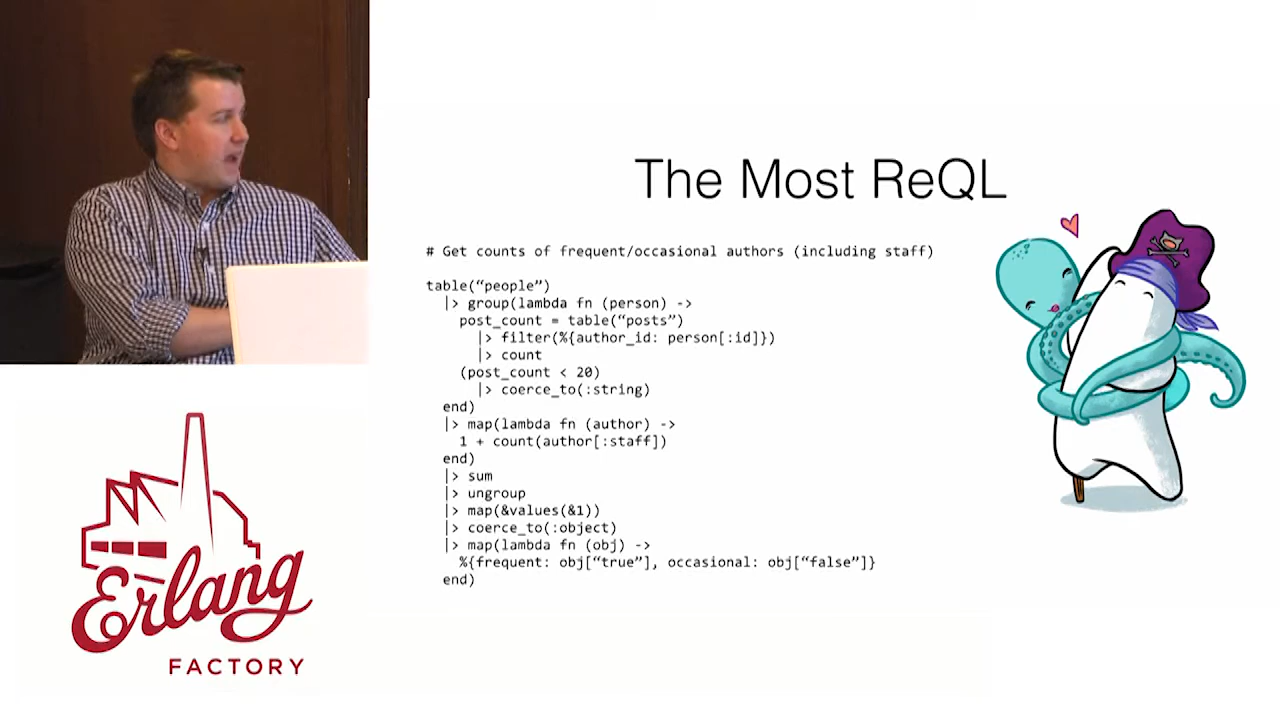 The Most ReQL
# Get counts of frequent/occasional authors (including staff)
table(“people”)
|> group(lambda fn (person) ->
post_count = table(“posts”)
|> filter(%{author_id: person[:id]})
|> count
(post_count < 20)
|> coerce_to(:string)
end)
|> map(lambda fn (author) ->
1 + count(author[:staff])
end)
|> sum
|> ungroup
|> map(&values(&1))
|> coerce_to(:object)
|> map(lambda fn (obj) ->
%{frequent: obj[“true”], occasional: obj[“false”]}
end)
Erlang
FACTORY